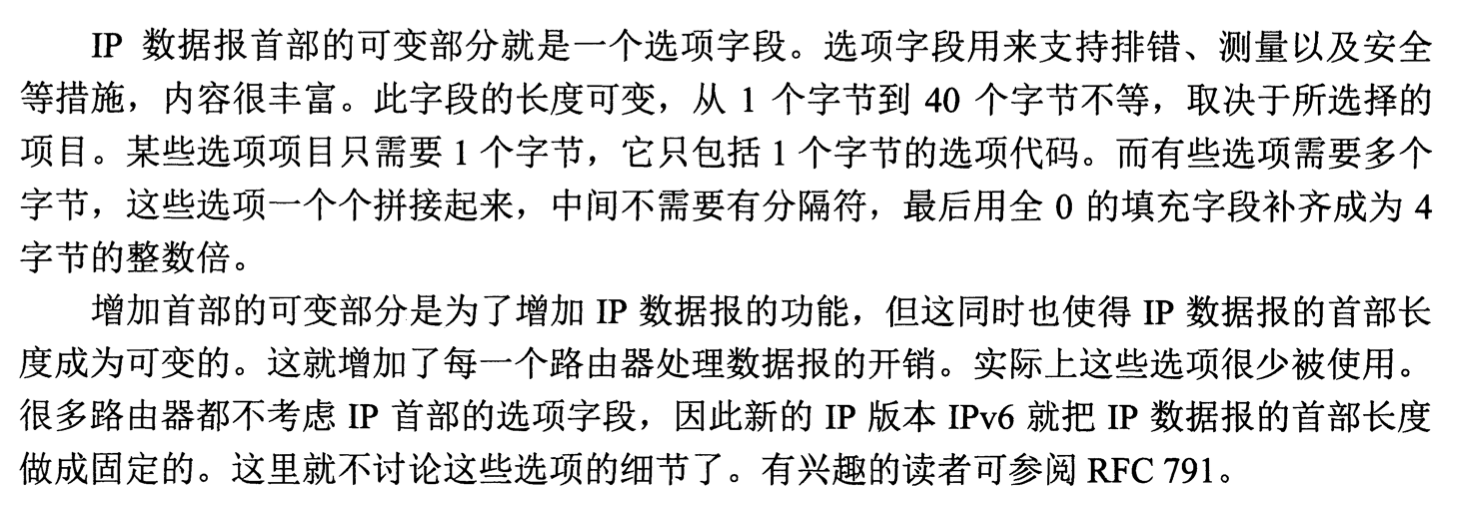 IP 数据报首部的可变部分就是一个选项字段。选项字段用来支持排错、测量以及安全
等措施，内容很丰富。此字段的长度可变，从 1 个字节到 40 个字节不等，取决于所选择的
项目。某些选项项目只需要 1 个字节，它只包括 1 个字节的选项代码。而有些选项需要多个
字节，这些选项一个个拼接起来，中间不需要有分隔符，最后用全 0 的填充字段补齐成为 4
字节的整数倍。
增加首部的可变部分是为了增加 IP 数据报的功能，但这同时也使得 IP 数据报的首部长
度成为可变的。这就增加了每一个路由器处理数据报的开销。实际上这些选项很少被使用。
很多路由器都不考虑 IP 首部的选项字段，因此新的 IP 版本 IPv6 就把 IP 数据报的首部长度
做成固定的。这里就不讨论这些选项的细节了。有兴趣的读者可参阅 RFC 791。